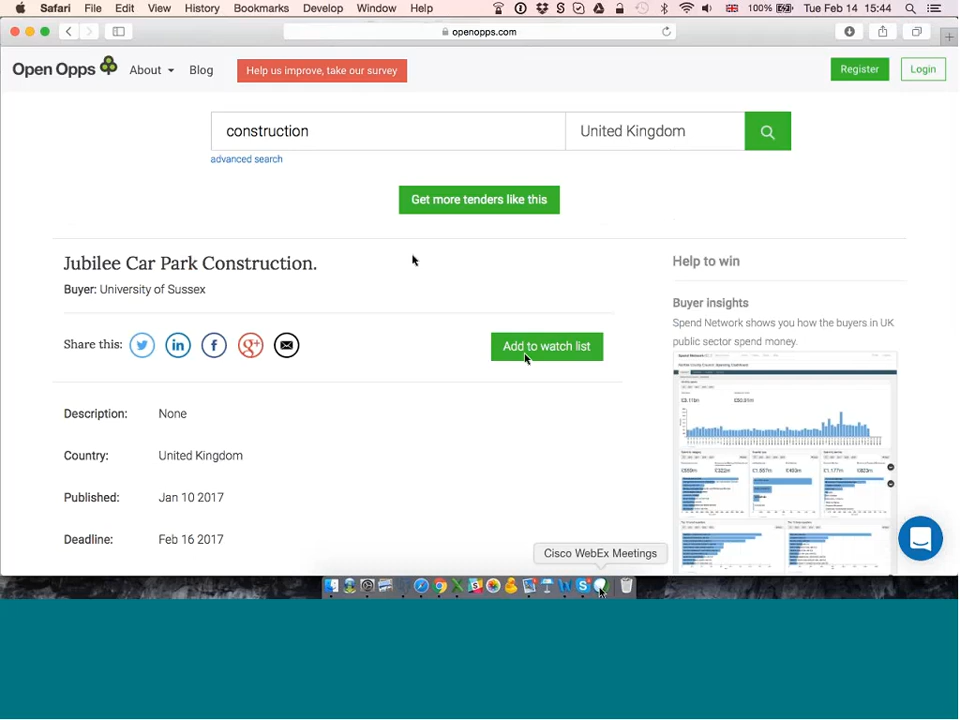 Safari File Edit View History Bookmarks Develop Window Help 100% Tue Feb 14 15:44
openopps.com
Open Opps About Blog Help us improve, take our survey Register Login
construction United Kingdom
advanced search
Get more tenders like this
Jubilee Car Park Construction.
Help to win
Buyer: University of Sussex
Buyer insights
Spend Network shows you how the buyers in UK
public sector spend money.
Share this: Add to watch list
Description: None
Country: United Kingdom
Published: Jan 10 2017
Deadline: Feb 16 2017
Cisco WebEx Meetings